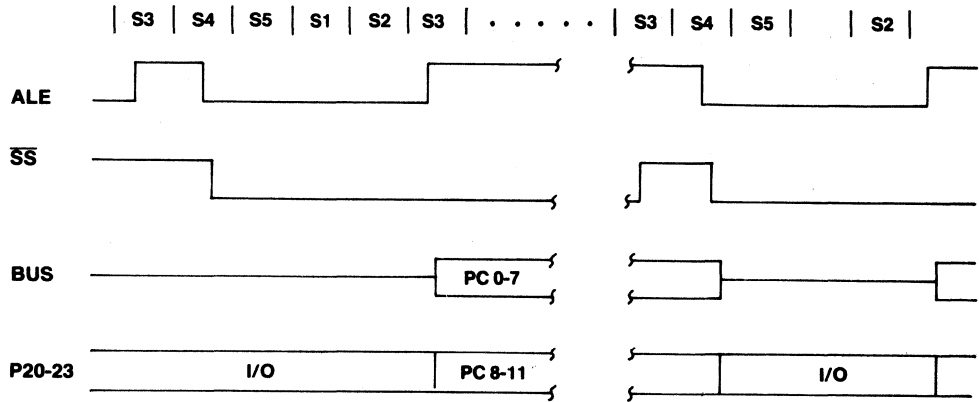 | S3 | S4 | S5 | S1 | S2 | S3 | . . . . . | S3 | S4 | S5 | | S2 |
ALE
SS
BUS PC 0-7
P20-23 I/O PC 8-11 I/O